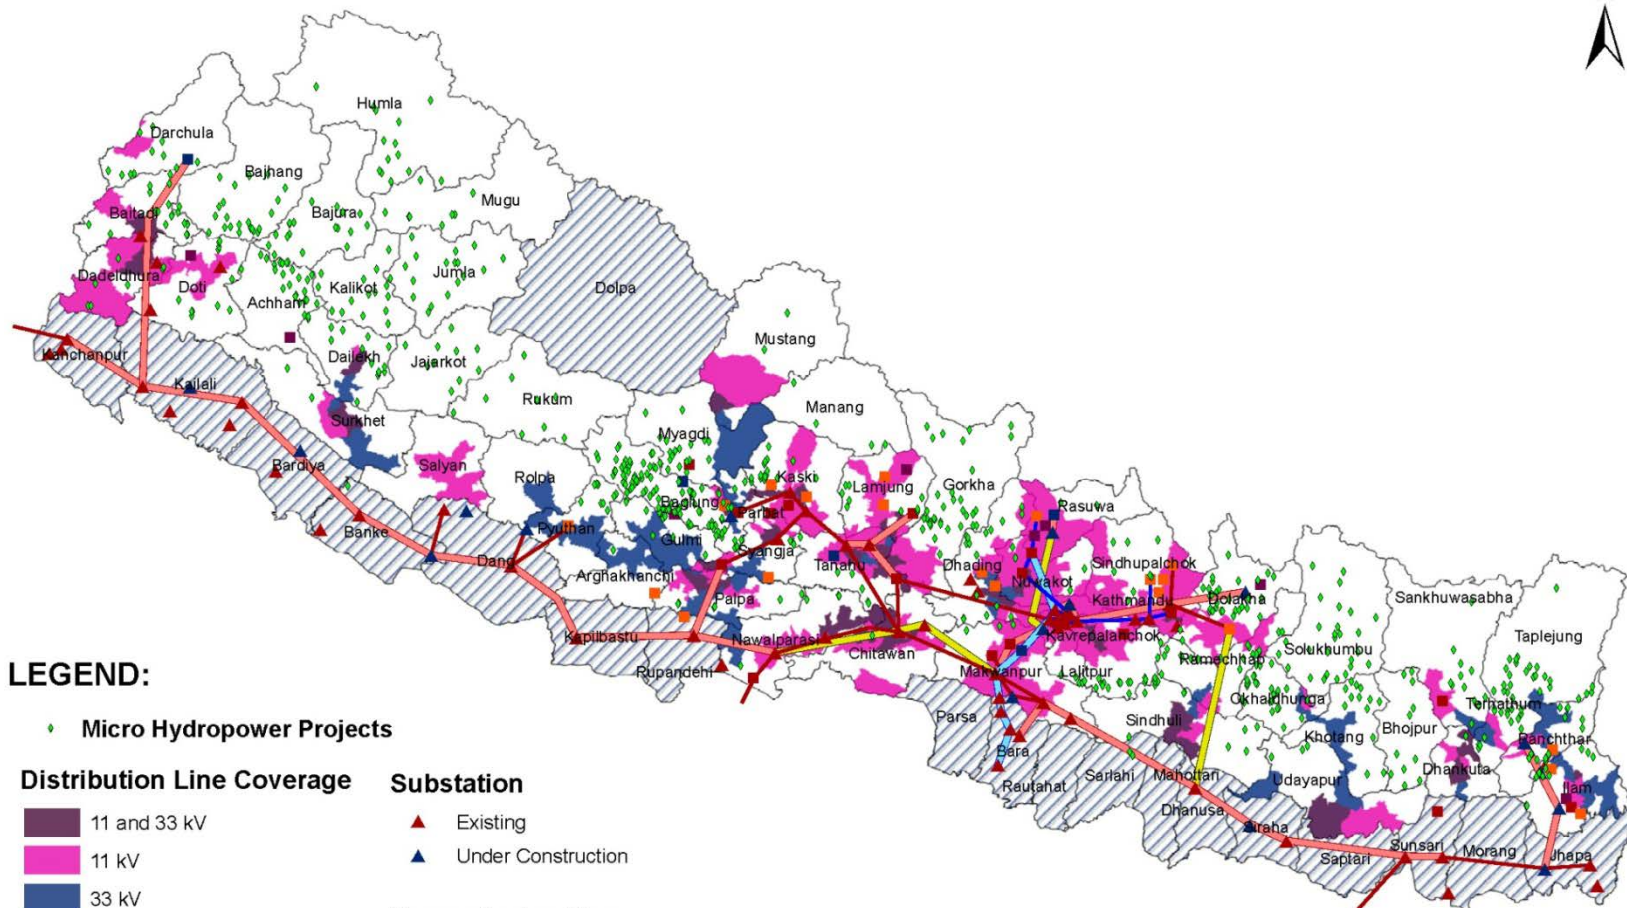 Humla
Darchula
Bajhang
Mugu
Bajura
Baitadi
Jumla
Dadeldhura
Doti
Kalikot
Dolpa
Achham
Mustang
Kanchanpur
Dailekh
Jajarkot
Kailali
Rukum
Manang
Surkhet
Myagdi
Bardiya
Salyan
Rolpa
Kaski
Lamjung
Gorkha
Baglung
Parbat
Rasuwa
Banke
Pyuthan
Gulmi
Syangja
Dang
Tanahu
Dhading
Sindhupalchok
Nuwakot
Arghakhanchi
Palpa
Kathmandu
Dolakha
Sankhuwasabha
Kapilbastu
Nawalparasi
Kavrepalanchok
Taplejung
Chitawan
Solukhumbu
Ramechhap
Rupandehi
Makwanpur
Lalitpur
Okhaldhunga
Terhathum
Parsa
Sindhuli
Bhojpur
Khotang
Panchthar
Bara
Dhankuta
Rautahat
Sarlahi
Mahottari
Udayapur
Ilam
Dhanusa
Siraha
Saptari
Sunsari
Morang
Jhapa
LEGEND:
Micro Hydropower Projects
Distribution Line Coverage
11 and 33 kV
11 kV
33 kV
Substation
Existing
Under Construction